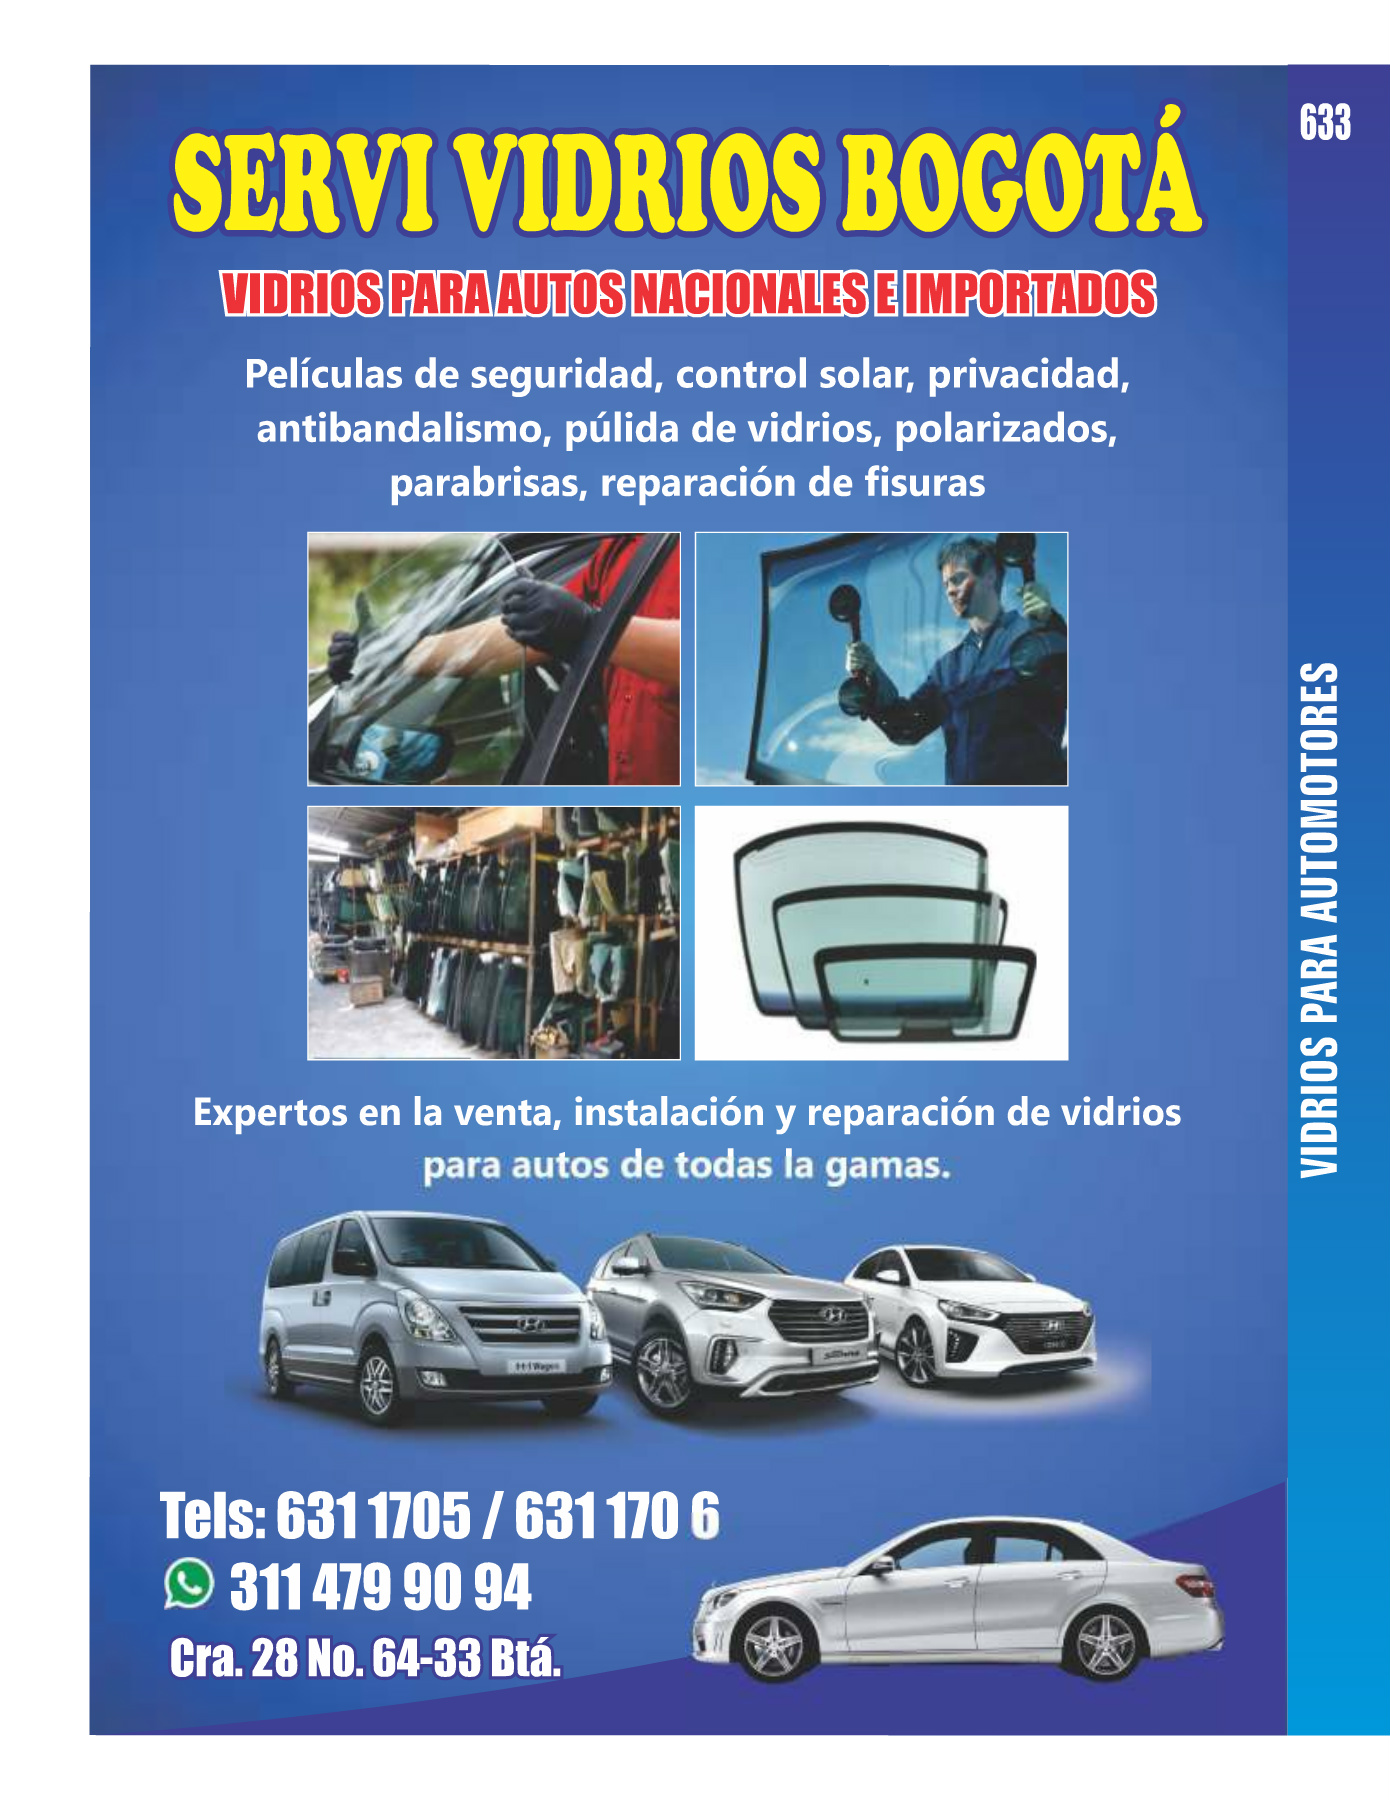 633
SERVI VIDRIOS BOGOTÁ
VIDRIOS PARA AUTOS NACIONALES E IMPORTADOS
Películas de seguridad, control solar, privacidad,
antibandalismo, púlida de vidrios, polarizados,
parabrisas, reparación de fisuras
VIDRIOS PARA AUTOMOTORES
Expertos en la venta, instalación y reparación de vidrios
para autos de todas la gamas.
H-1 Wagon
Tels: 631 1705 / 631 170 6
311 479 90 94
Cra. 28 No. 64-33 Btá.